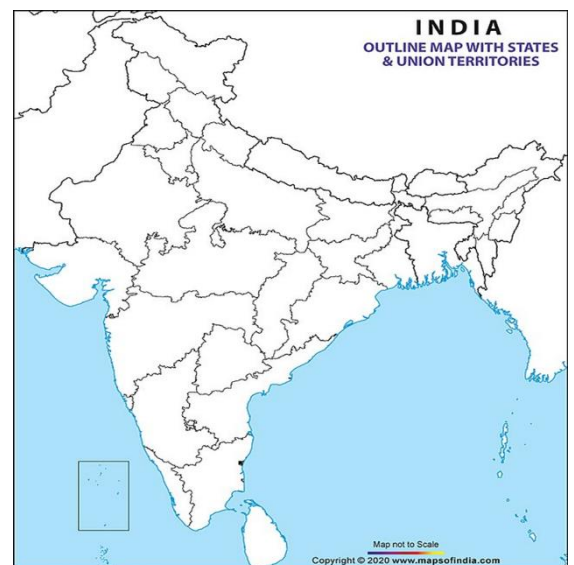 INDIA
OUTLINE MAP WITH STATES
& UNION TERRITORIES
Map not to Scale
Copyright © 2020 www.mapsofindia.com